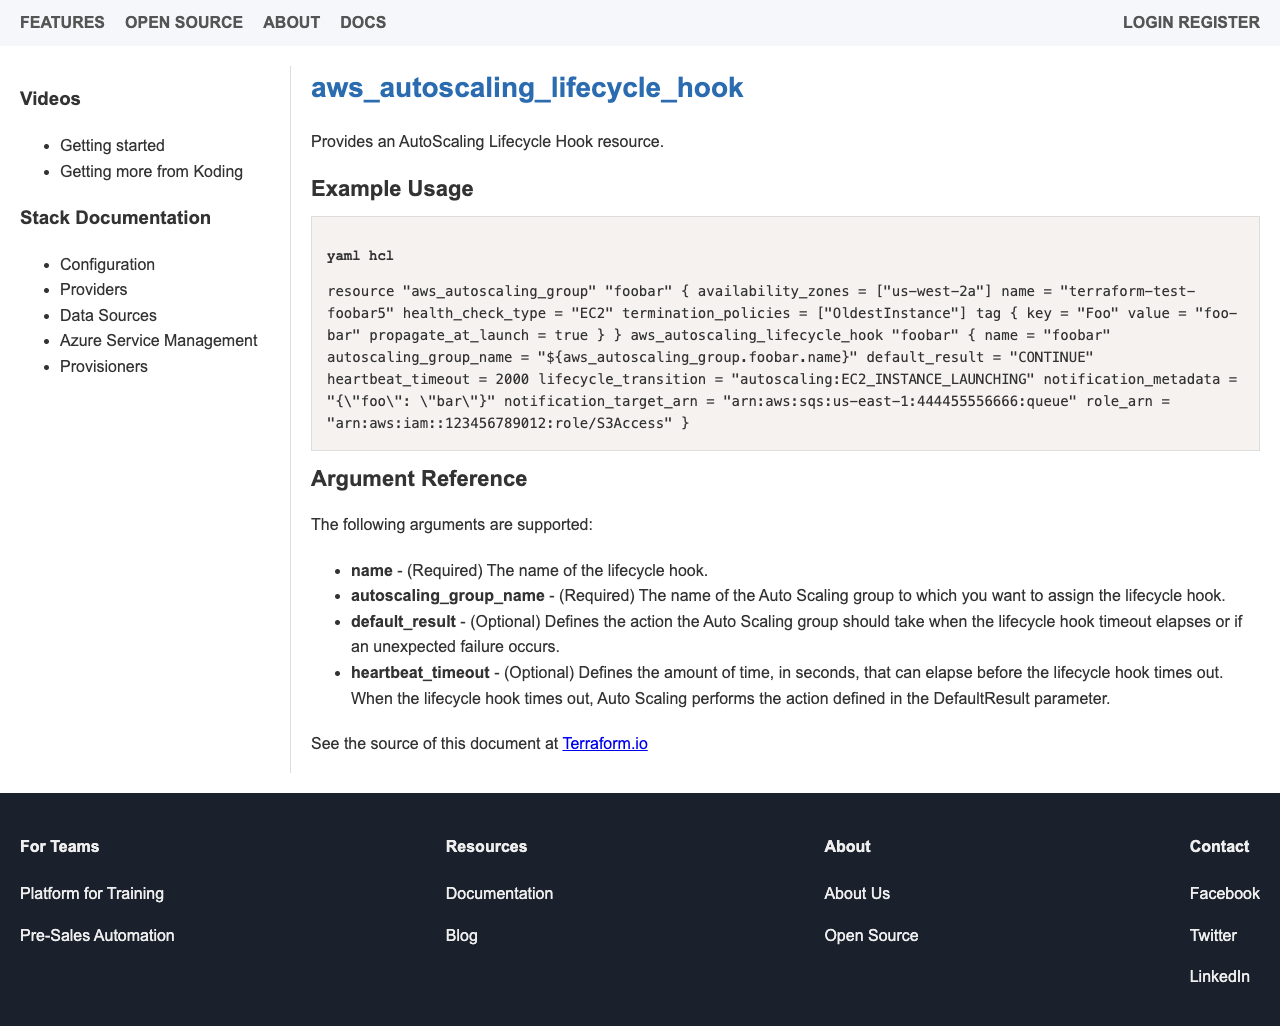 FEATURES OPEN SOURCE ABOUT DOCS LOGIN REGISTER
Videos
Getting started
Getting more from Koding
Stack Documentation
Configuration
Providers
Data Sources
Azure Service Management
Provisioners
aws_autoscaling_lifecycle_hook
Provides an AutoScaling Lifecycle Hook resource.
Example Usage
yaml hcl
resource "aws_autoscaling_group" "foobar" { availability_zones = ["us-west-2a"] name = "terraform-test-
foobar5" health_check_type = "EC2" termination_policies = ["OldestInstance"] tag { key = "Foo" value = "foo-
bar" propagate_at_launch = true } } aws_autoscaling_lifecycle_hook "foobar" { name = "foobar"
autoscaling_group_name = "${aws_autoscaling_group.foobar.name}" default_result = "CONTINUE"
heartbeat_timeout = 2000 lifecycle_transition = "autoscaling:EC2_INSTANCE_LAUNCHING" notification_metadata =
"{\"foo\": \"bar\"}" notification_target_arn = "arn:aws:sqs:us-east-1:444455556666:queue" role_arn =
"arn:aws:iam::123456789012:role/S3Access" }
Argument Reference
The following arguments are supported:
name - (Required) The name of the lifecycle hook.
autoscaling_group_name - (Required) The name of the Auto Scaling group to which you want to assign the lifecycle hook.
default_result - (Optional) Defines the action the Auto Scaling group should take when the lifecycle hook timeout elapses or if
an unexpected failure occurs.
heartbeat_timeout - (Optional) Defines the amount of time, in seconds, that can elapse before the lifecycle hook times out.
When the lifecycle hook times out, Auto Scaling performs the action defined in the DefaultResult parameter.
See the source of this document at Terraform.io
For Teams
Platform for Training
Pre-Sales Automation
Resources
Documentation
Blog
About
About Us
Open Source
Contact
Facebook
Twitter
LinkedIn